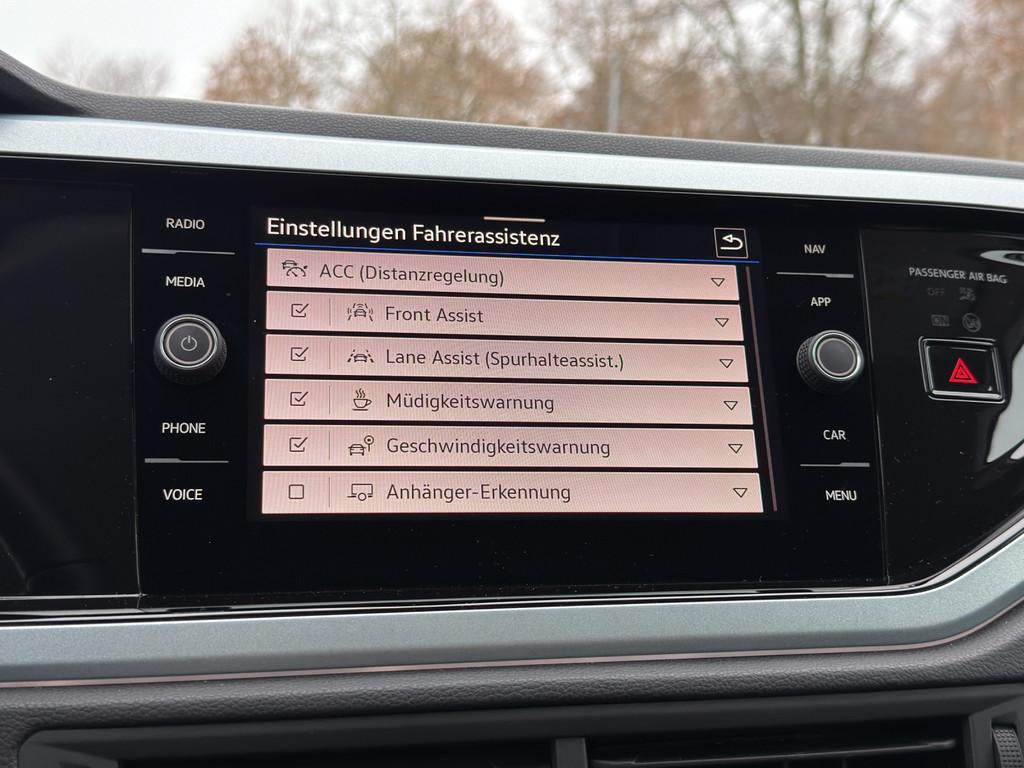 RADIO
MEDIA
PHONE
VOICE
Einstellungen Fahrerassistenz
ACC (Distanzregelung)
Front Assist
Lane Assist (Spurhalteassist.)
Müdigkeitswarnung
Geschwindigkeitswarnung
Anhänger-Erkennung
NAV
APP
CAR
MENU
PASSENGER AIR BAG
OFF
ON